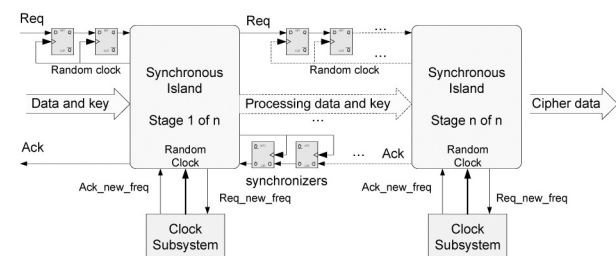 Req
Req
...
...
Random clock
Random clock
Synchronous
Island
Stage 1 of n
Synchronous
Island
Stage n of n
Data and key
Processing data and key
Cipher data
...
Ack
Ack
...
Random
Clock
Random
Clock
synchronizers
Ack_new_freq
Req_new_freq
Ack_new_freq
Req_new_freq
Clock
Subsystem
Clock
Subsystem